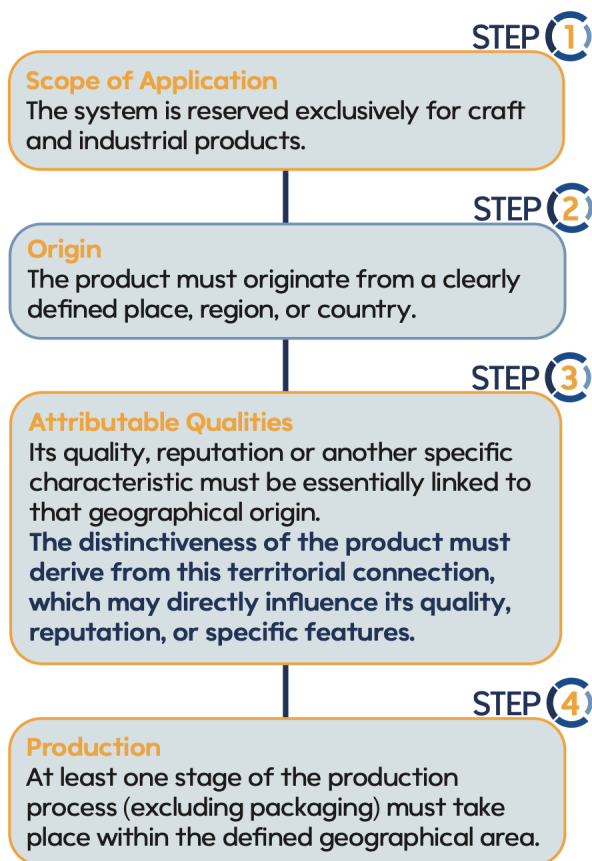 STEP 1
Scope of Application
The system is reserved exclusively for craft
and industrial products.
STEP 2
Origin
The product must originate from a clearly
defined place, region, or country.
STEP 3
Attributable Qualities
Its quality, reputation or another specific
characteristic must be essentially linked to
that geographical origin.
The distinctiveness of the product must
derive from this territorial connection,
which may directly influence its quality,
reputation, or specific features.
STEP 4
Production
At least one stage of the production
process (excluding packaging) must take
place within the defined geographical area.